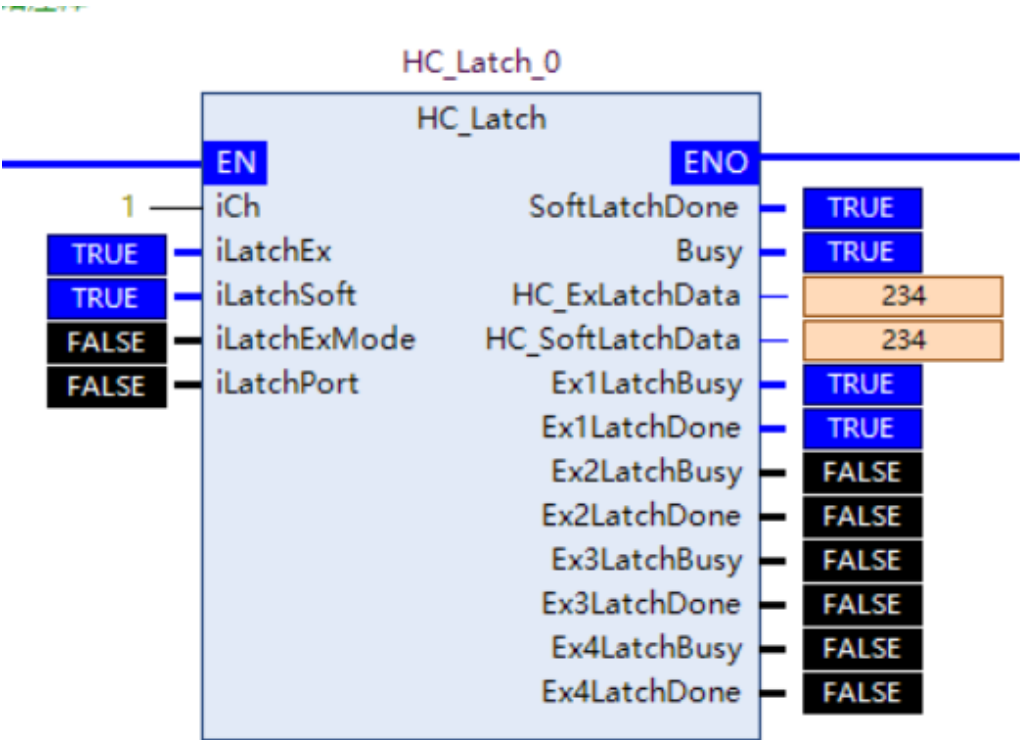 HC_Latch_0
HC_Latch
EN ENO
1 iCh SoftLatchDone TRUE
TRUE iLatchEx Busy TRUE
TRUE iLatchSoft HC_ExLatchData 234
FALSE iLatchExMode HC_SoftLatchData 234
FALSE iLatchPort Ex1LatchBusy TRUE
Ex1LatchDone TRUE
Ex2LatchBusy FALSE
Ex2LatchDone FALSE
Ex3LatchBusy FALSE
Ex3LatchDone FALSE
Ex4LatchBusy FALSE
Ex4LatchDone FALSE